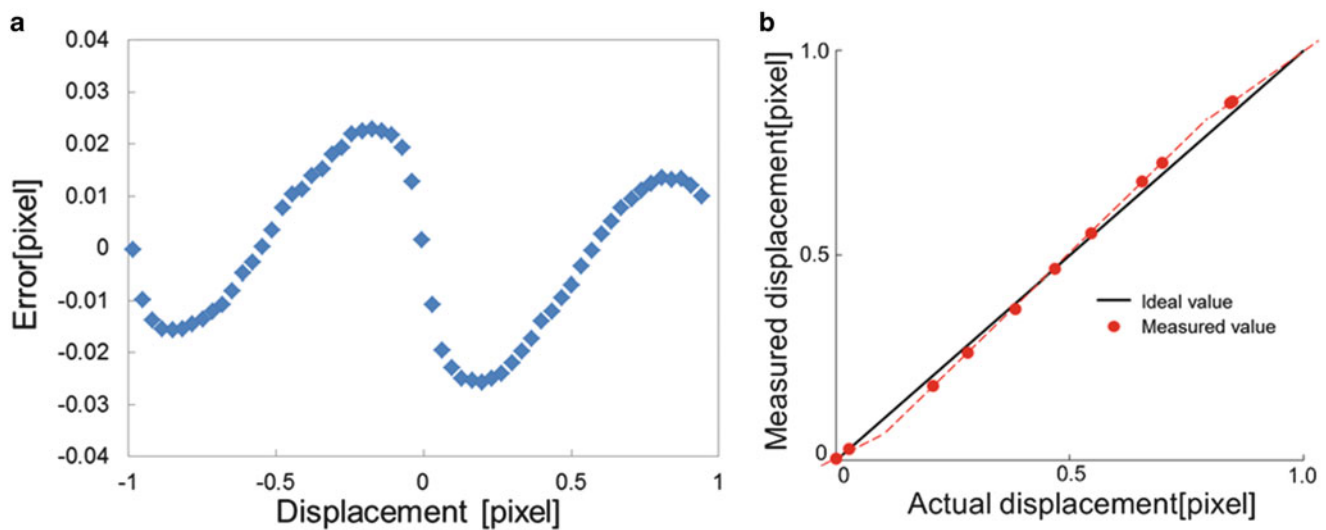 a
0.04
0.03
0.02
0.01
0
-0.01
-0.02
-0.03
-0.04
Error[pixel]
-1 -0.5 0 0.5 1
Displacement [pixel]
b
1.0
0.5
0
Measured displacement[pixel]
Ideal value
Measured value
0 0.5 1.0
Actual displacement[pixel]